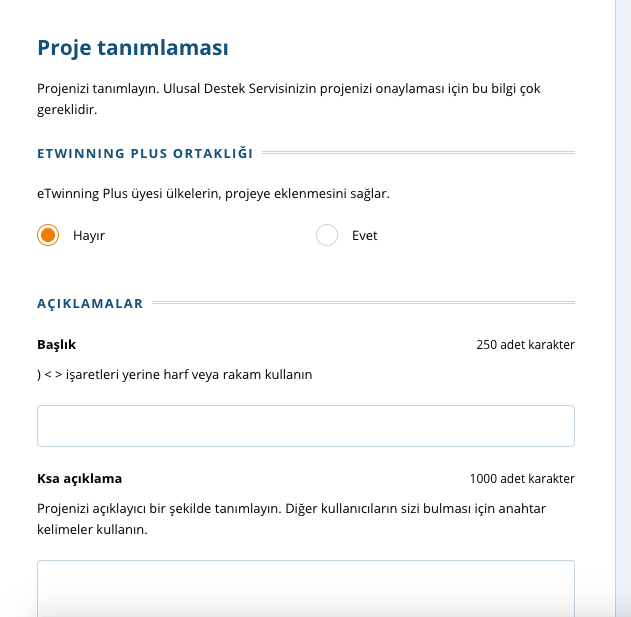 Proje tanımlaması
Projenizi tanımlayın. Ulusal Destek Servisinizin projenizi onaylaması için bu bilgi çok
gereklidir.
ETWINNING PLUS ORTAKLIĞI
eTwinning Plus üyesi ülkelerin, projeye eklenmesini sağlar.
Hayır Evet
AÇIKLAMALAR
Başlık 250 adet karakter
) < > işaretleri yerine harf veya rakam kullanın
Ksa açıklama 1000 adet karakter
Projenizi açıklayıcı bir şekilde tanımlayın. Diğer kullanıcıların sizi bulması için anahtar
kelimeler kullanın.